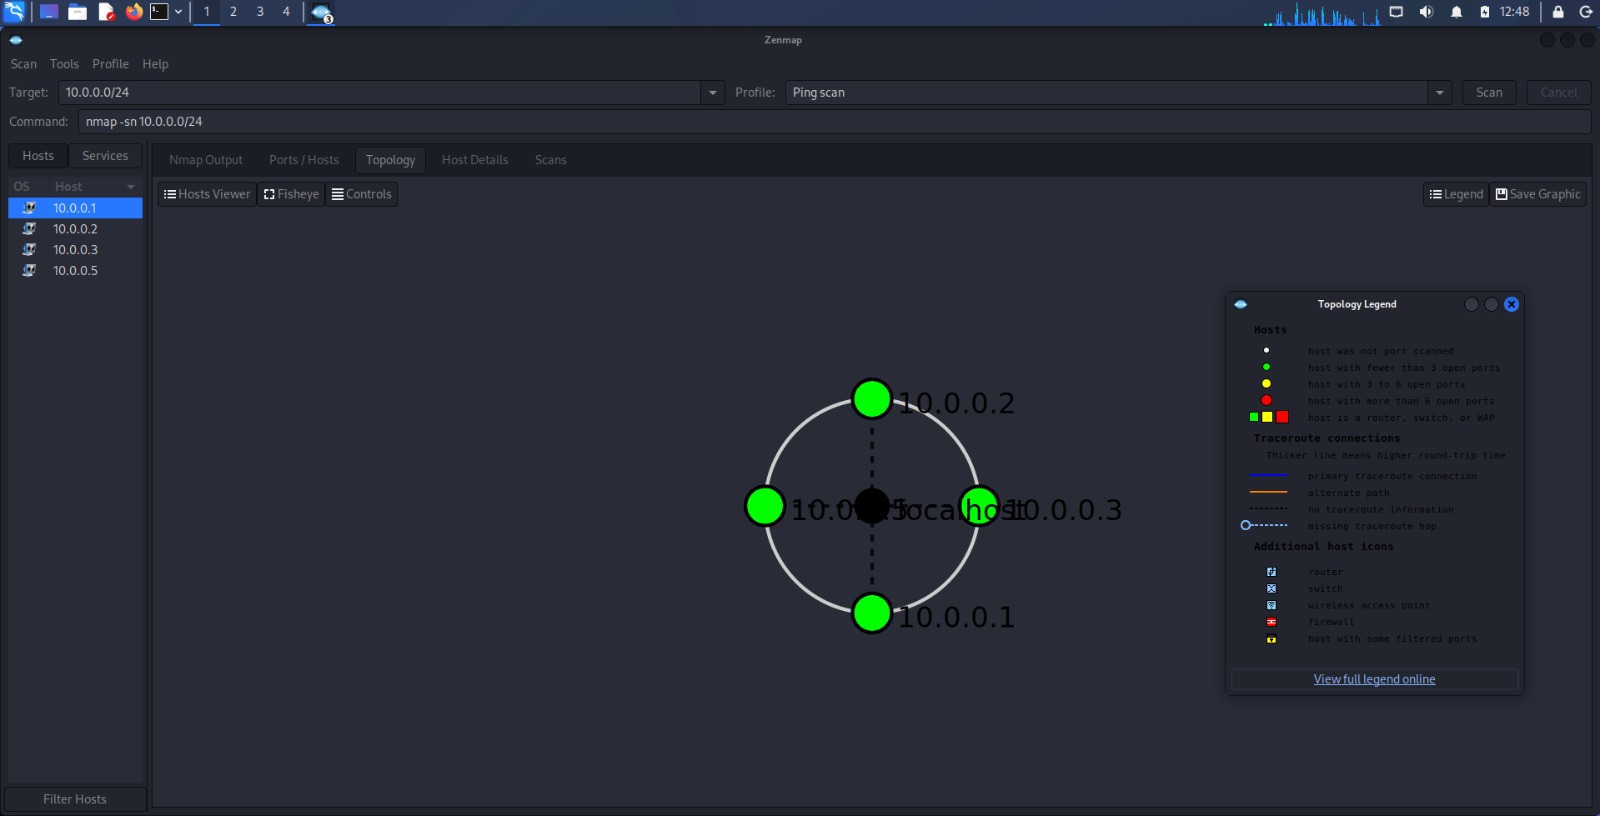 1 2 3 4 3 12:48
Zenmap
Scan Tools Profile Help
Target: 10.0.0.0/24 Profile: Ping scan Scan Cancel
Command: nmap -sn 10.0.0.0/24
Hosts Services
Nmap Output Ports / Hosts Topology Host Details Scans
OS Host
Hosts Viewer Fisheye Controls Legend Save Graphic
10.0.0.1
10.0.0.2
10.0.0.3
10.0.0.5
10.0.0.2
localhost
10.0.0.3
10.0.0.1
Topology Legend
Hosts
host was not port scanned
host with fewer than 3 open ports
host with 3 to 6 open ports
host with more than 6 open ports
host is a router, switch, or WAP
Traceroute connections
Thicker line means higher round-trip time
primary traceroute connection
alternate path
no traceroute information
missing traceroute hop
Additional host icons
router
switch
wireless access point
firewall
host with some filtered ports
View full legend online
Filter Hosts